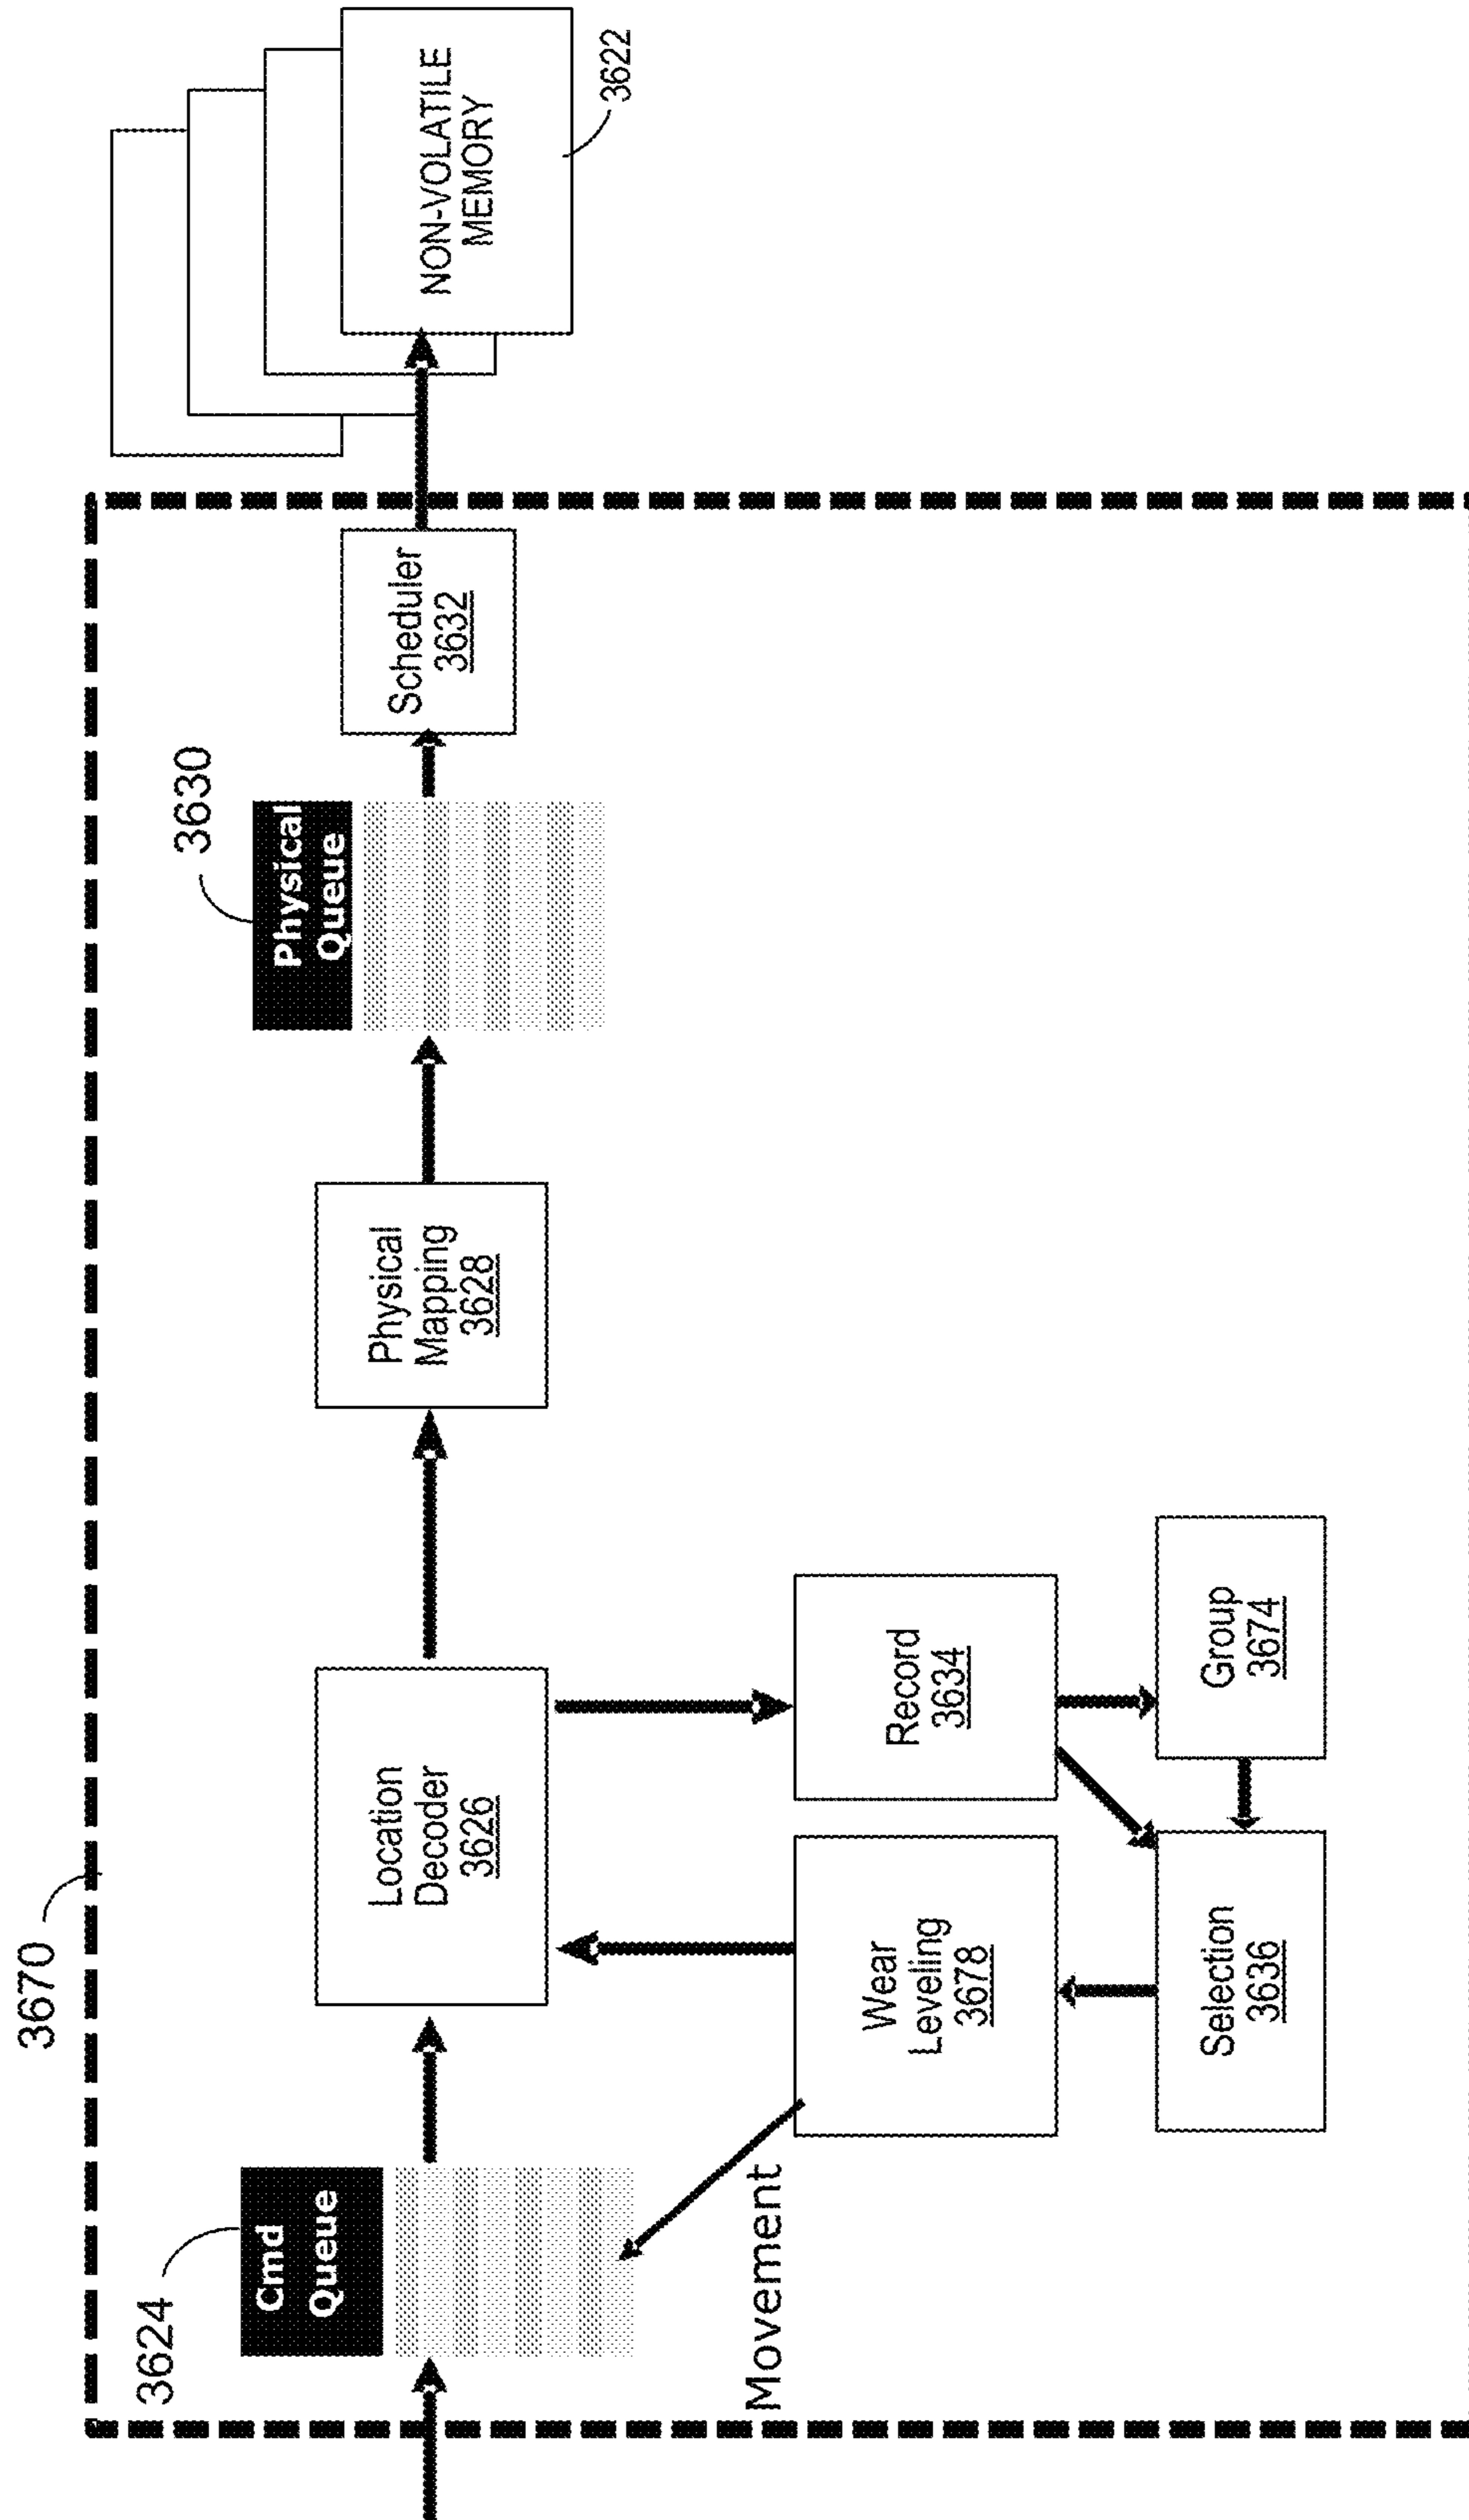 3670
3624
Cmd
Queue
Location
Decoder
3626
Physical
Mapping
3628
3630
Physical
Queue
Scheduler
3632
NON-VOLATILE
MEMORY
3622
Movement
Wear
Leveling
3678
Record
3634
Selection
3636
Group
3674